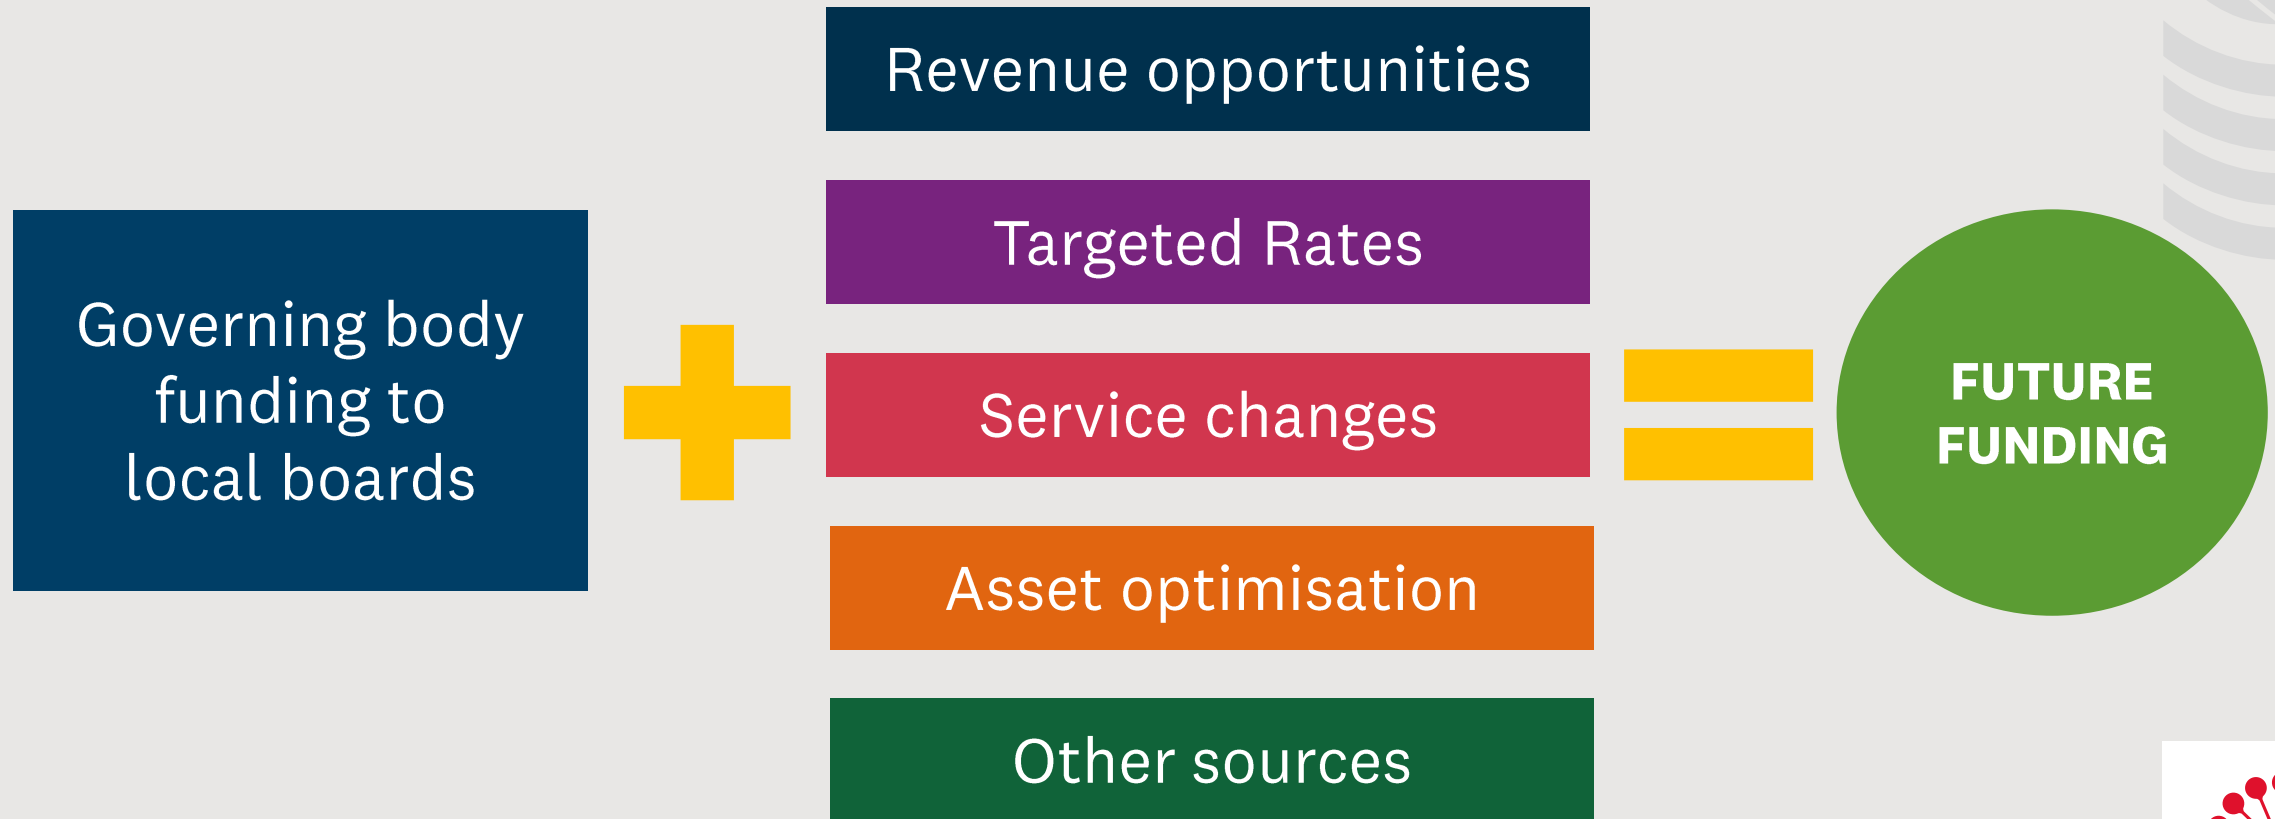 Governing body
funding to
local boards
Revenue opportunities
Targeted Rates
Service changes
Asset optimisation
Other sources
FUTURE
FUNDING